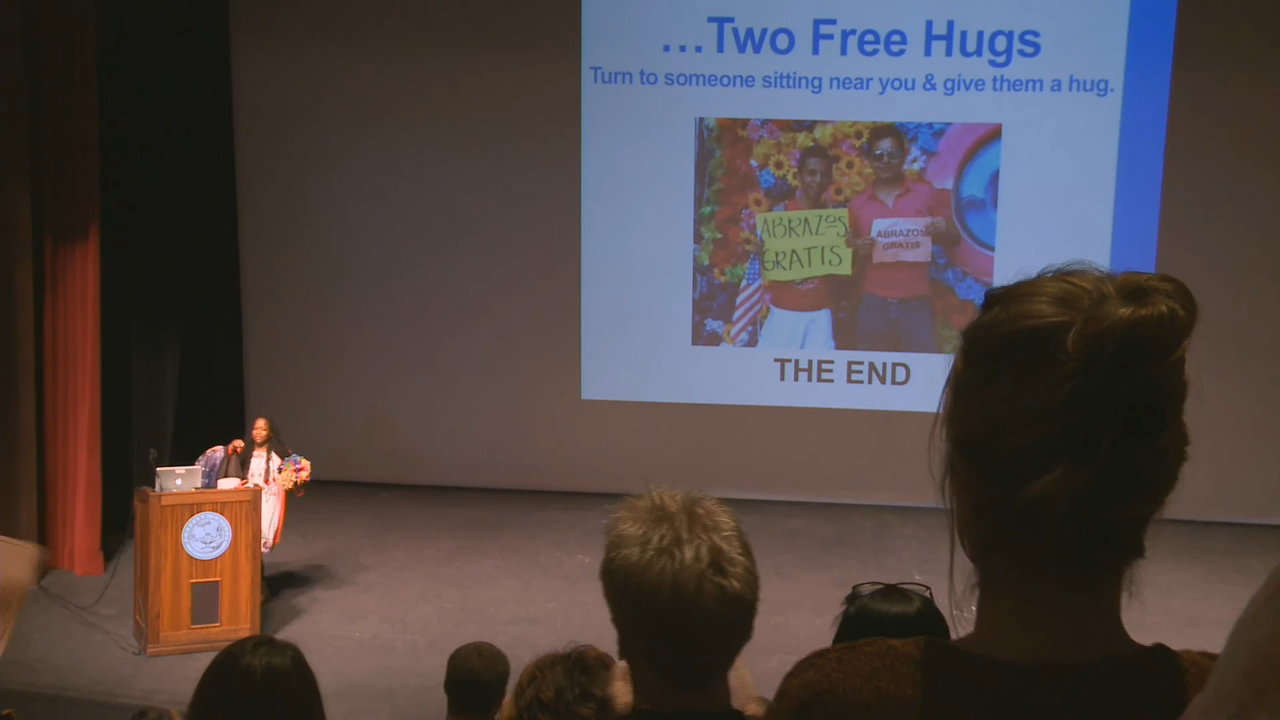 ...Two Free Hugs
Turn to someone sitting near you & give them a hug.
ABRAZOS
GRATIS
ABRAZOS
GRATIS
THE END